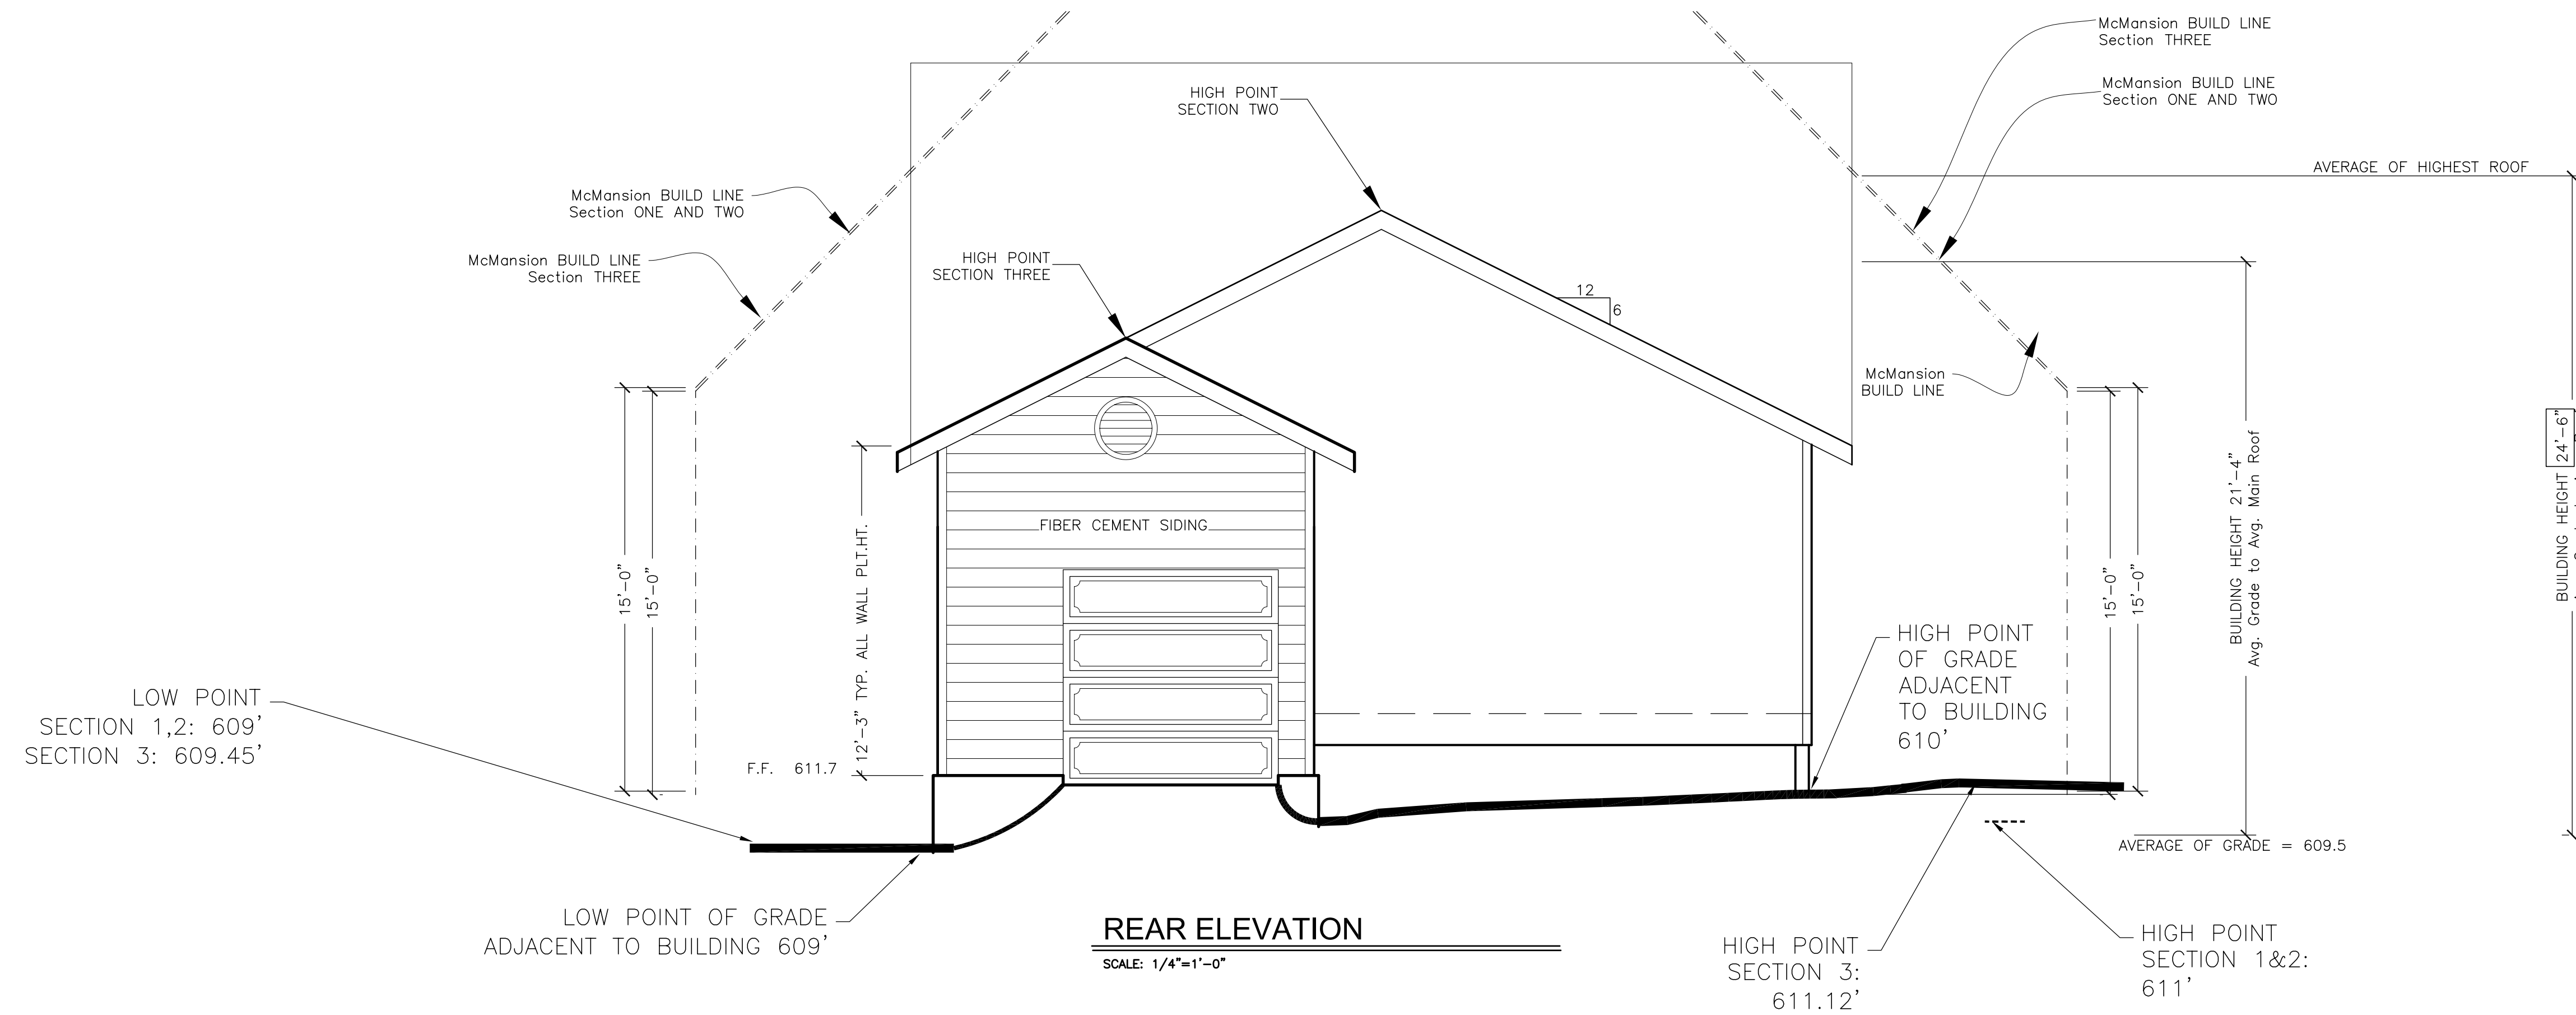 McMansion BUILD LINE
Section THREE
McMansion BUILD LINE
Section ONE AND TWO
HIGH POINT
SECTION TWO
AVERAGE OF HIGHEST ROOF
McMansion BUILD LINE
Section ONE AND TWO
McMansion BUILD LINE
Section THREE
HIGH POINT
SECTION THREE
12
6
McMansion
BUILD LINE
FIBER CEMENT SIDING
15'-0"
15'-0"
12'-3" TYP. ALL WALL PLT.HT.
F.F. 611.7
15'-0"
15'-0"
BUILDING HEIGHT 21'-4"
Avg. Grade to Avg. Main Roof
BUILDING HEIGHT 24'-6"
LOW POINT
SECTION 1,2: 609'
SECTION 3: 609.45'
HIGH POINT
OF GRADE
ADJACENT
TO BUILDING
610'
AVERAGE OF GRADE = 609.5
LOW POINT OF GRADE
ADJACENT TO BUILDING 609'
REAR ELEVATION
SCALE: 1/4"=1'-0"
HIGH POINT
SECTION 3:
611.12'
HIGH POINT
SECTION 1&2:
611'